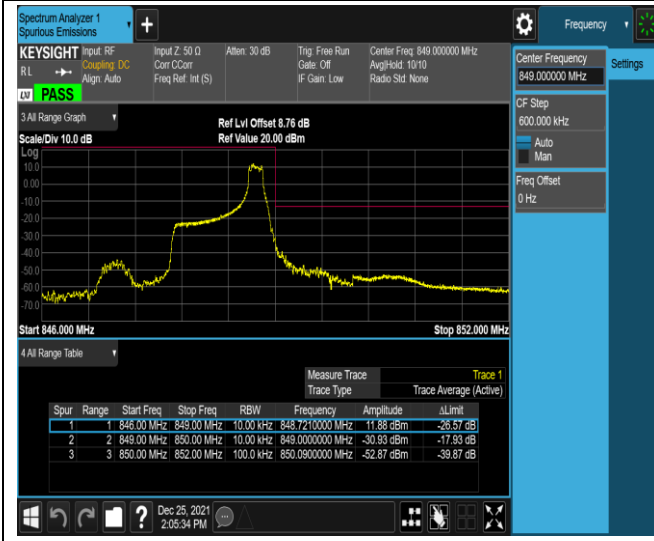 Spectrum Analyzer 1
Spurious Emissions
Frequency
KEYSIGHT Input: RF Input Z: 50 Ω Atten: 30 dB Trig: Free Run Center Freq: 849.000000 MHz
RL Coupling: DC Corr CCorr Gate: Off Avg|Hold: 10/10
Align: Auto Freq Ref: Int (S) IF Gain: Low Radio Std: None
LXI PASS
Center Frequency
849.000000 MHz
Settings
CF Step
600.000 kHz
Auto
Man
Freq Offset
0 Hz
3 All Range Graph
Ref Lvl Offset 8.76 dB
Scale/Div 10.0 dB Ref Value 20.00 dBm
Log
10.0
0.00
-10.0
-20.0
-30.0
-40.0
-50.0
-60.0
-70.0
Start 846.000 MHz Stop 852.000 MHz
4 All Range Table
Measure Trace Trace 1
Trace Type Trace Average (Active)
Spur Range Start Freq Stop Freq RBW Frequency Amplitude ΔLimit
1 1 846.00 MHz 849.00 MHz 10.00 kHz 848.7210000 MHz 11.88 dBm -26.57 dB
2 2 849.00 MHz 850.00 MHz 10.00 kHz 849.0000000 MHz -30.93 dBm -17.93 dB
3 3 850.00 MHz 852.00 MHz 100.0 kHz 850.0900000 MHz -52.87 dBm -39.87 dB
? Dec 25, 2021
2:05:34 PM